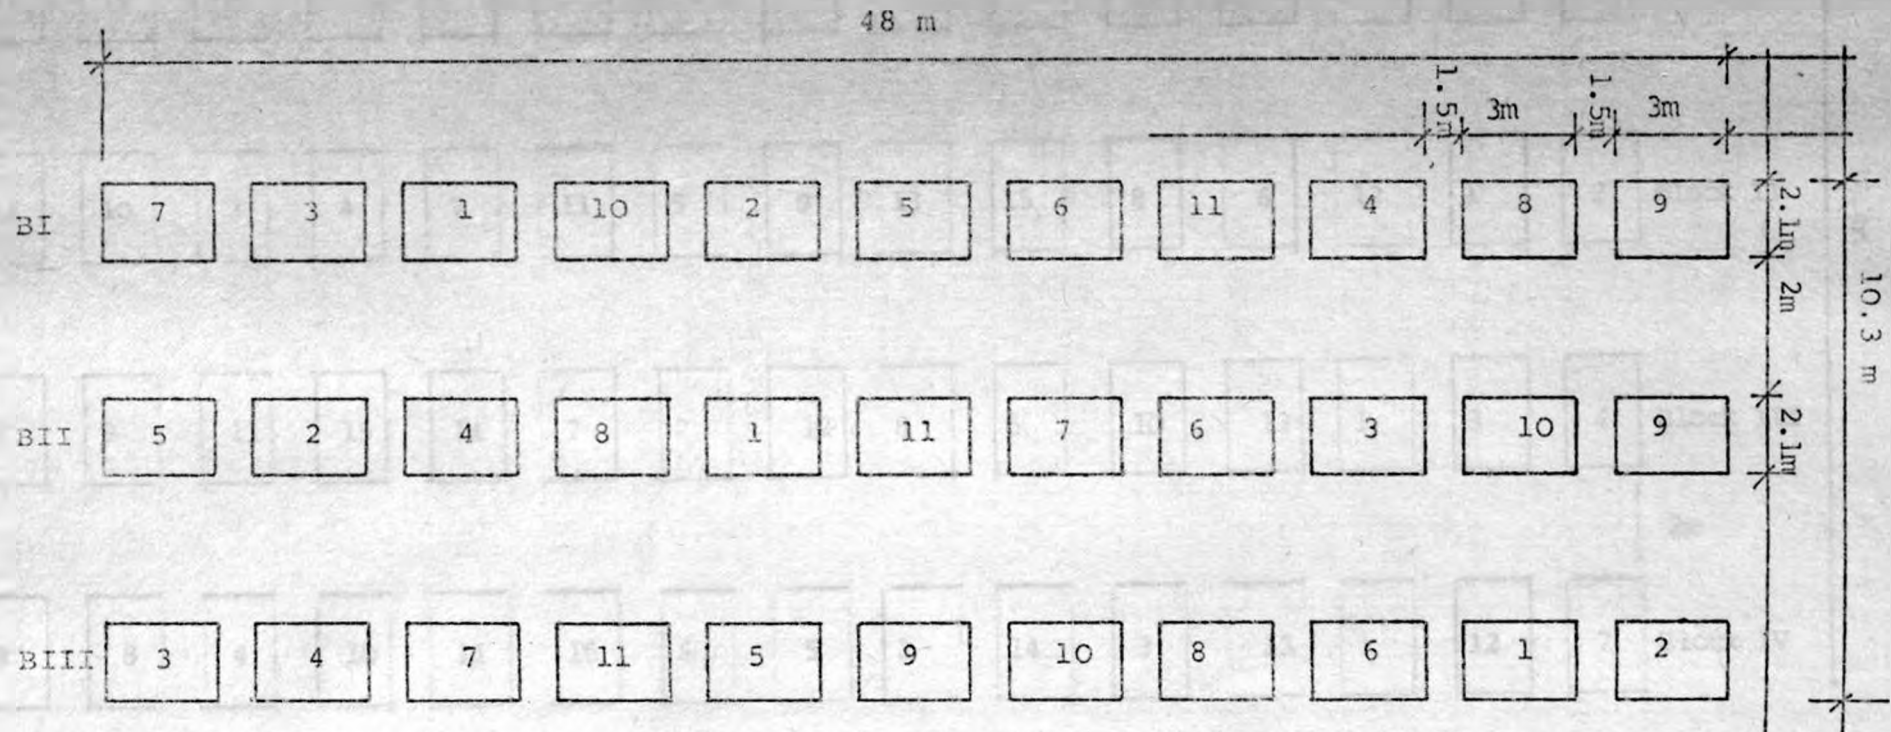 48 m
1.5m 3m 1.5m 3m
BI 7 3 1 10 2 5 6 11 4 8 9
2.1m
2m
10.3 m
BII 5 2 4 8 1 11 7 6 3 10 9
2.1m
BIII 3 4 7 11 5 9 10 8 6 1 2